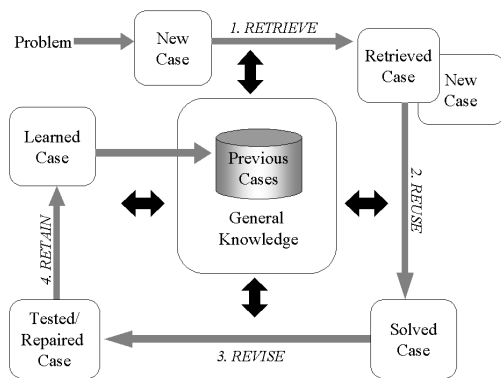 Problem
New
Case
1. RETRIEVE
Retrieved
Case
New
Case
Learned
Case
Previous
Cases
General
Knowledge
2. REUSE
4. RETAIN
Tested/
Repaired
Case
3. REVISE
Solved
Case